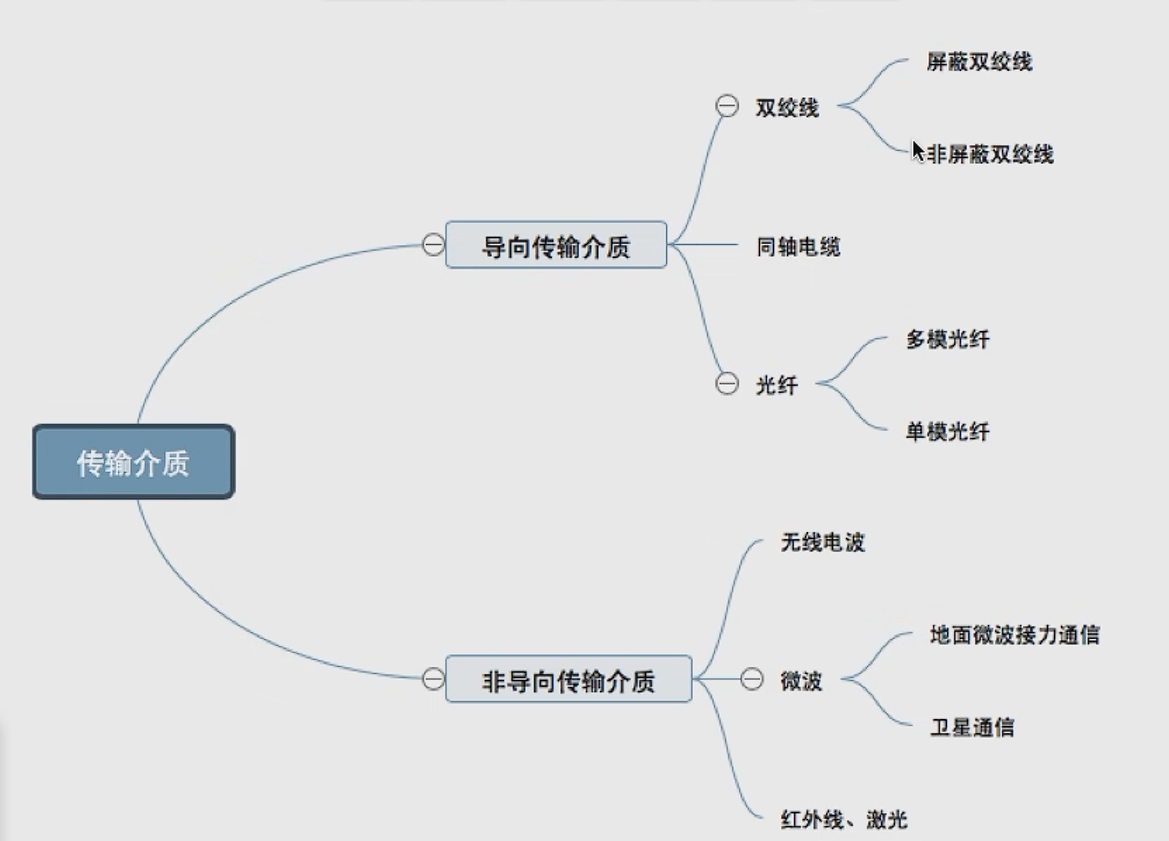 传输介质
导向传输介质
双绞线
屏蔽双绞线
非屏蔽双绞线
同轴电缆
光纤
多模光纤
单模光纤
非导向传输介质
无线电波
微波
地面微波接力通信
卫星通信
红外线、激光